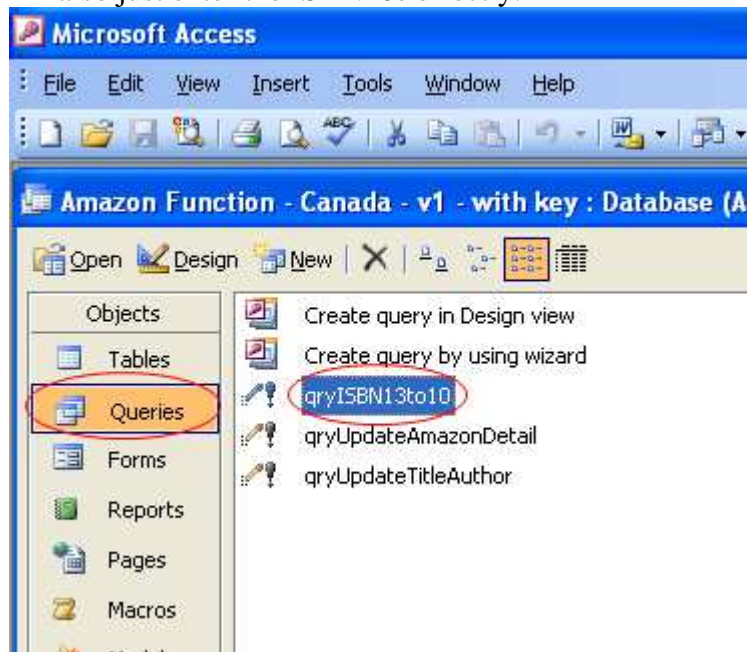 Microsoft Access
File Edit View Insert Tools Window Help
Amazon Function - Canada - v1 - with key : Database (A
Open Design New
Objects
Create query in Design view
Tables
Create query by using wizard
Queries
qryISBN13to10
qryUpdateAmazonDetail
Forms
qryUpdateTitleAuthor
Reports
Pages
Macros